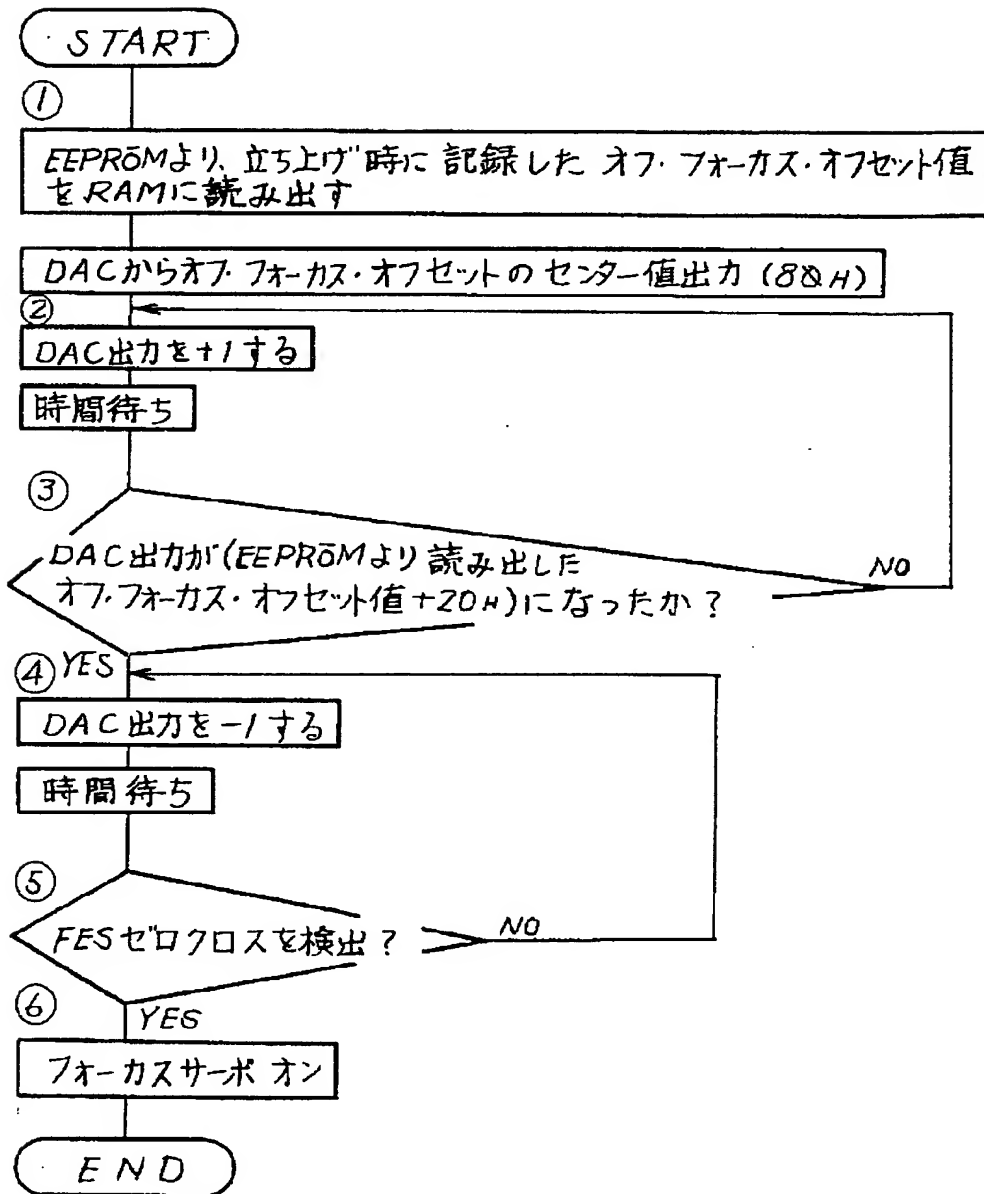 START
①
EEPROMより、立ち上げ時に記録したオフ・フォーカス・オフセット値
をRAMに読み出す
DACからオフ・フォーカス・オフセットのセンター値出力 (80H)
②
DAC出力を+1する
時間待ち
③
DAC出力が(EEPROMより読み出した
オフ・フォーカス・オフセット値+20H)になったか?
NO
④ YES
DAC出力を-1する
時間待ち
⑤
FESゼロクロスを検出?
NO
⑥
YES
フォーカスサーボ オン
END